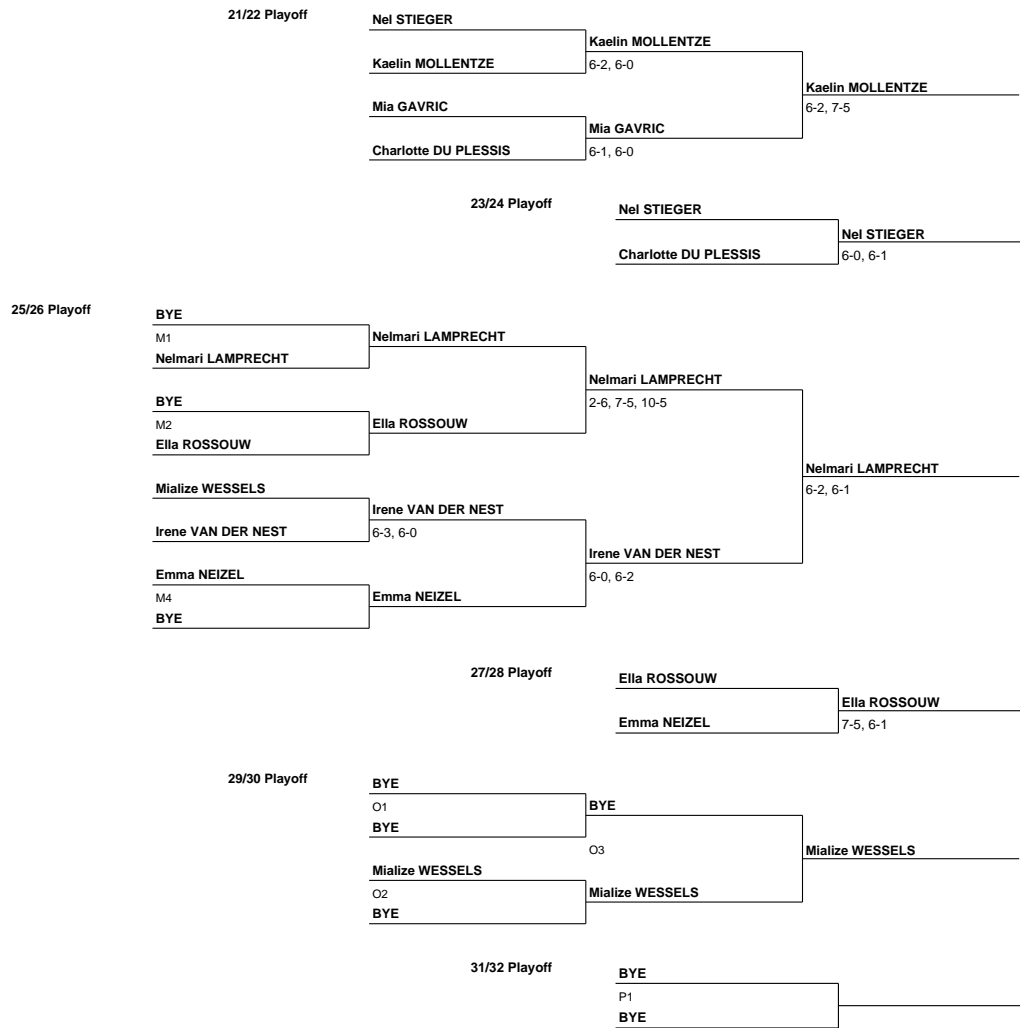 21/22 Playoff
Nel STIEGER
Kaelin MOLLENTZE
Kaelin MOLLENTZE
6-2, 6-0
Kaelin MOLLENTZE
6-2, 7-5
Mia GAVRIC
Mia GAVRIC
Charlotte DU PLESSIS
6-1, 6-0
23/24 Playoff
Nel STIEGER
Nel STIEGER
Charlotte DU PLESSIS
6-0, 6-1
25/26 Playoff
BYE
M1
Nelmari LAMPRECHT
Nelmari LAMPRECHT
Nelmari LAMPRECHT
2-6, 7-5, 10-5
BYE
M2
Ella ROSSOUW
Ella ROSSOUW
Nelmari LAMPRECHT
6-2, 6-1
Mialize WESSELS
Irene VAN DER NEST
Irene VAN DER NEST
6-3, 6-0
Irene VAN DER NEST
6-0, 6-2
Emma NEIZEL
M4
Emma NEIZEL
BYE
27/28 Playoff
Ella ROSSOUW
Ella ROSSOUW
Emma NEIZEL
7-5, 6-1
29/30 Playoff
BYE
O1
BYE
BYE
O3
Mialize WESSELS
Mialize WESSELS
O2
Mialize WESSELS
BYE
31/32 Playoff
BYE
P1
BYE